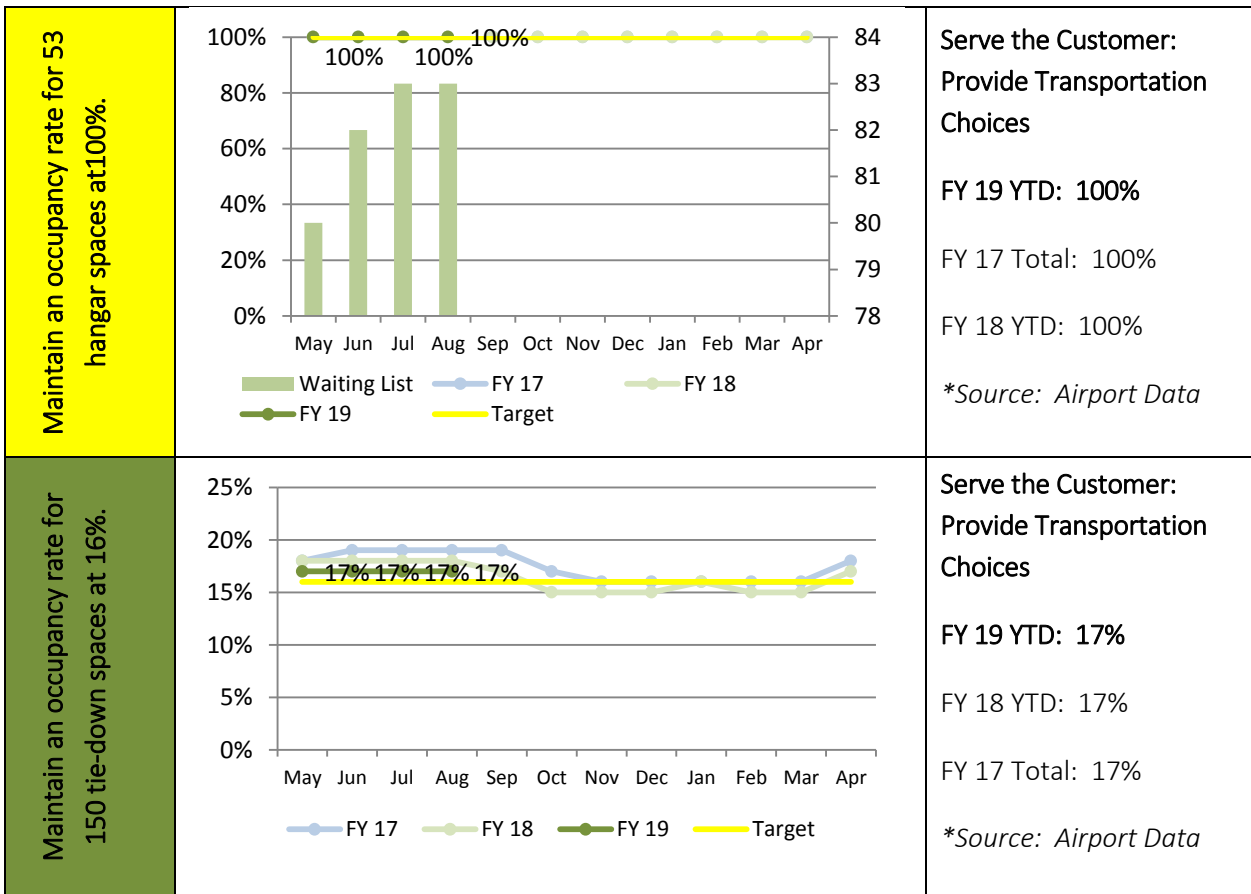 Maintain an occupancy rate for 53
hangar spaces at100%.
100%
80%
60%
40%
20%
0%
100%
100%
100%
84
83
82
81
80
79
78
May Jun Jul Aug Sep Oct Nov Dec Jan Feb Mar Apr
Waiting List FY 17 FY 18
FY 19 Target
Serve the Customer:
Provide Transportation
Choices
FY 19 YTD: 100%
FY 17 Total: 100%
FY 18 YTD: 100%
*Source: Airport Data
Maintain an occupancy rate for
150 tie-down spaces at 16%.
25%
20%
15%
10%
5%
0%
17% 17% 17% 17%
May Jun Jul Aug Sep Oct Nov Dec Jan Feb Mar Apr
FY 17 FY 18 FY 19 Target
Serve the Customer:
Provide Transportation
Choices
FY 19 YTD: 17%
FY 18 YTD: 17%
FY 17 Total: 17%
*Source: Airport Data